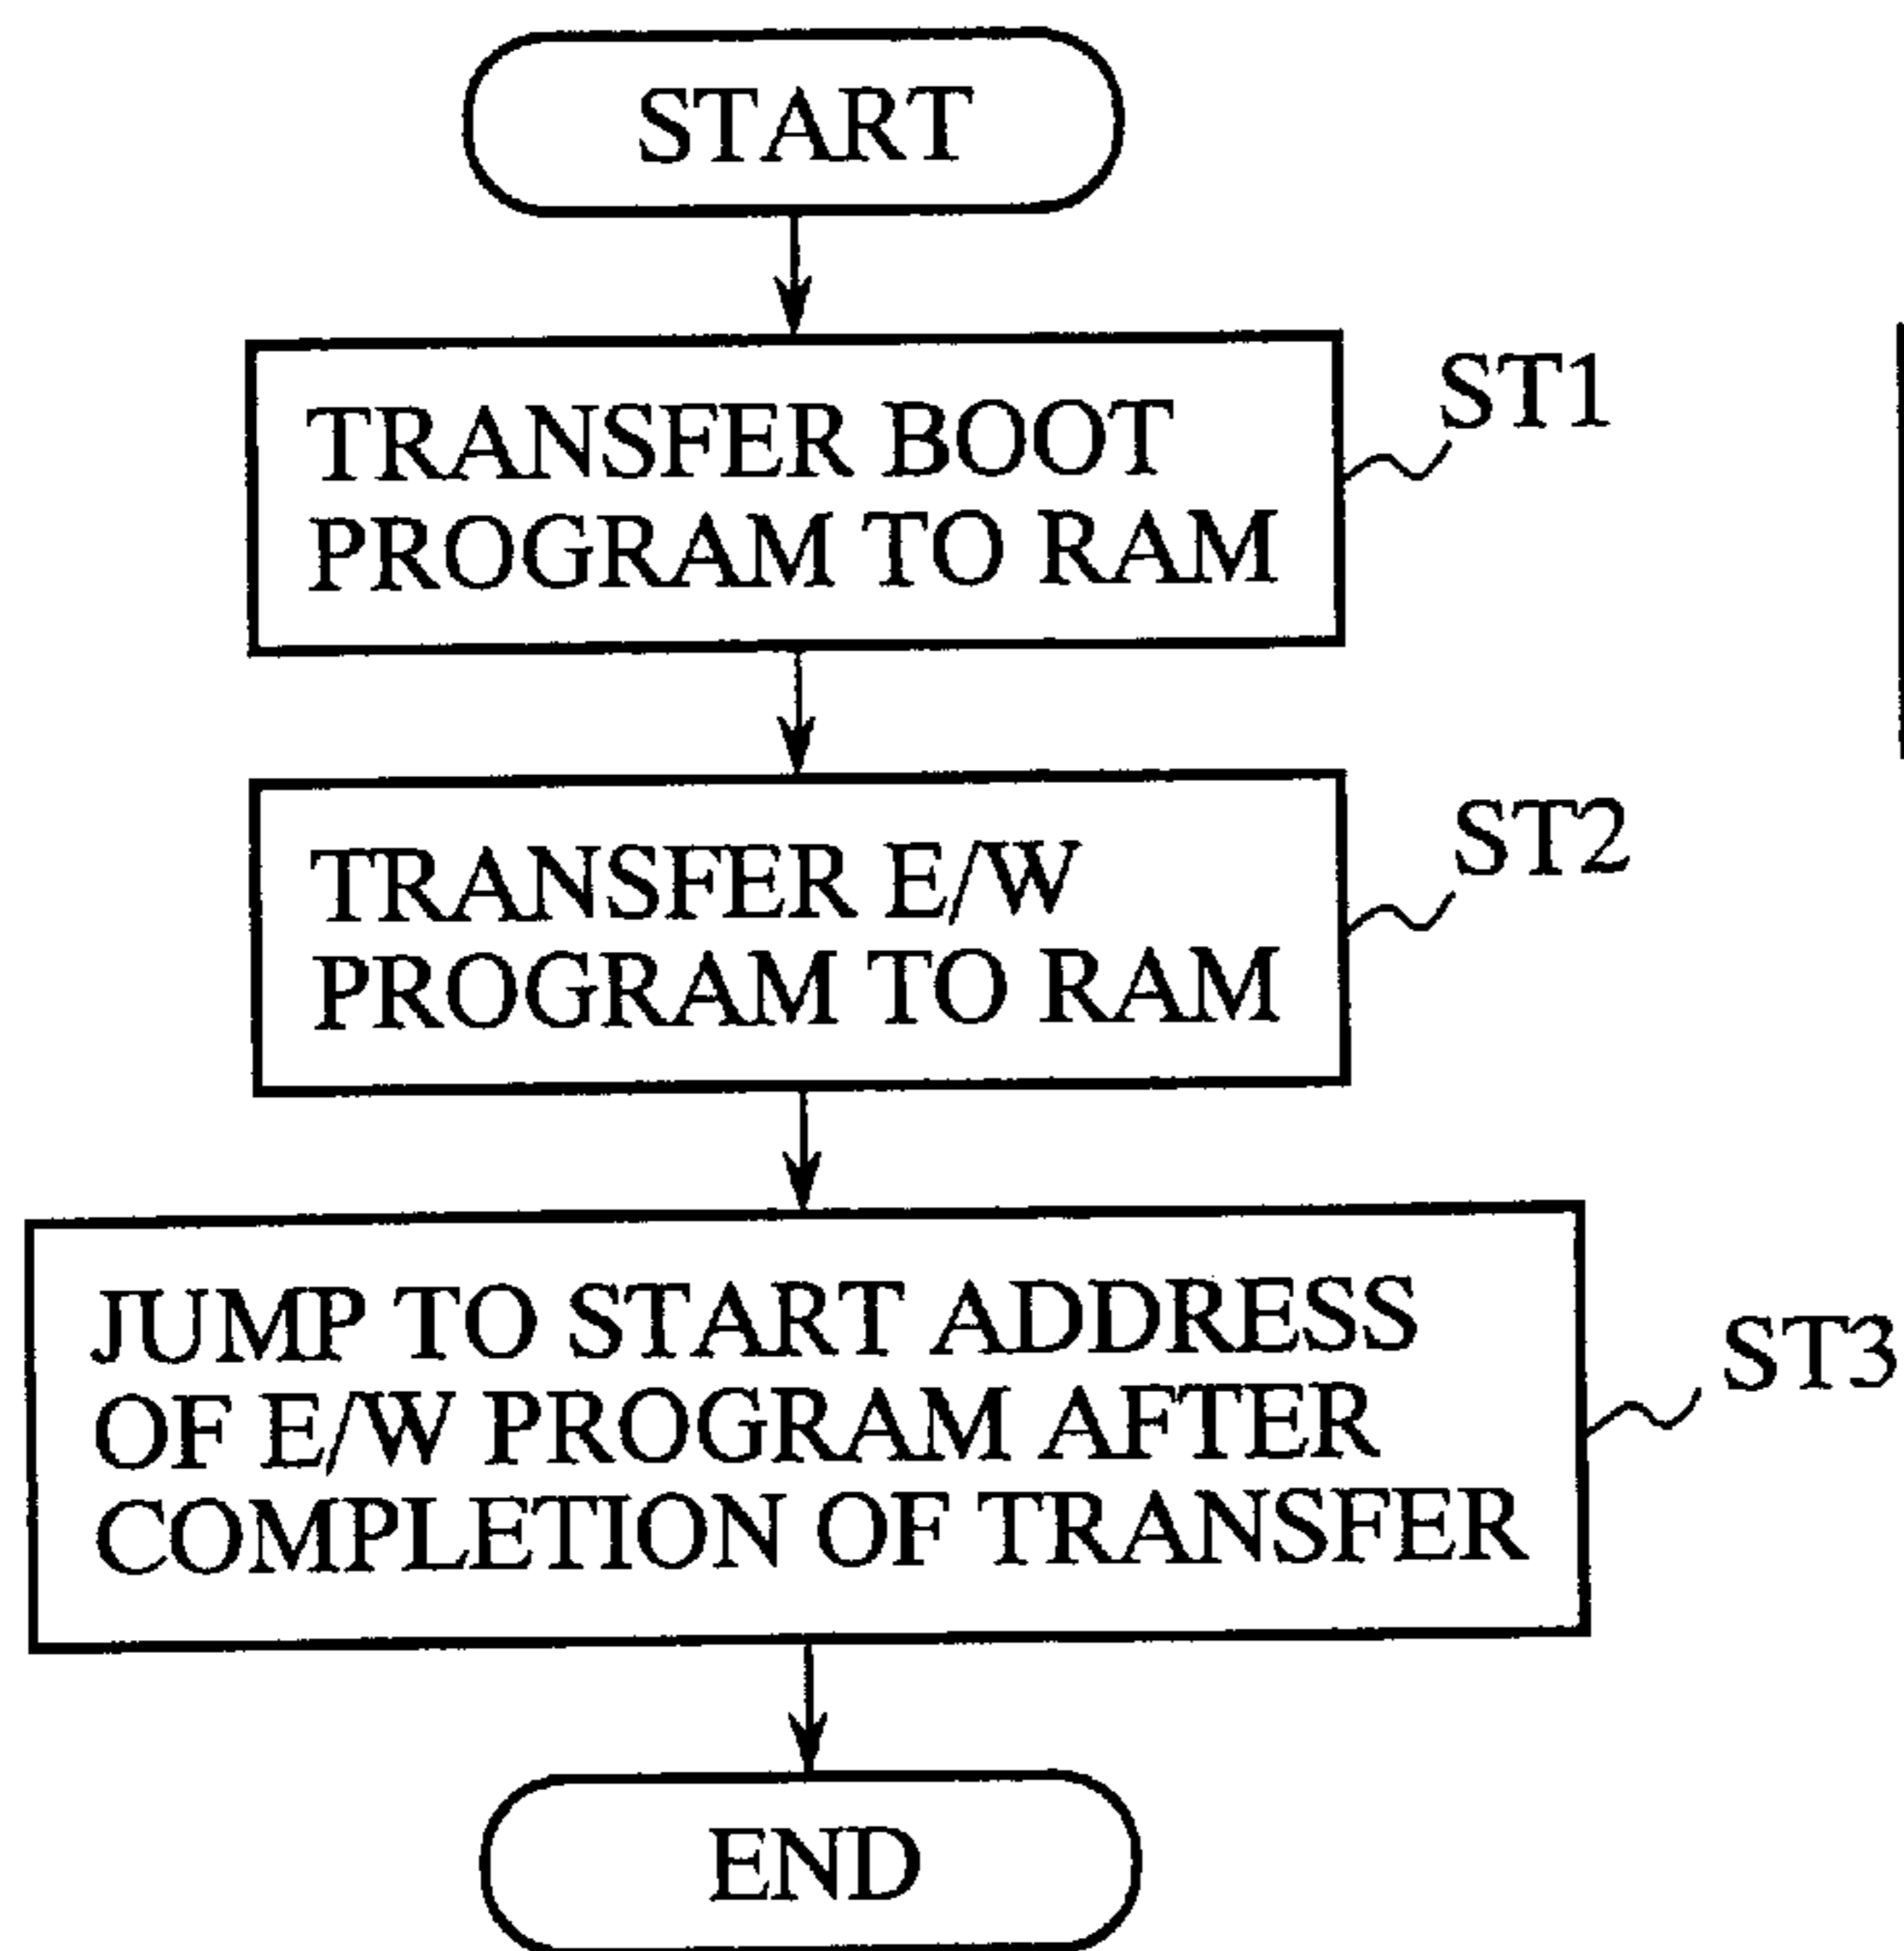 START
TRANSFER BOOT
PROGRAM TO RAM
ST1
TRANSFER E/W
PROGRAM TO RAM
ST2
JUMP TO START ADDRESS
OF E/W PROGRAM AFTER
COMPLETION OF TRANSFER
ST3
END